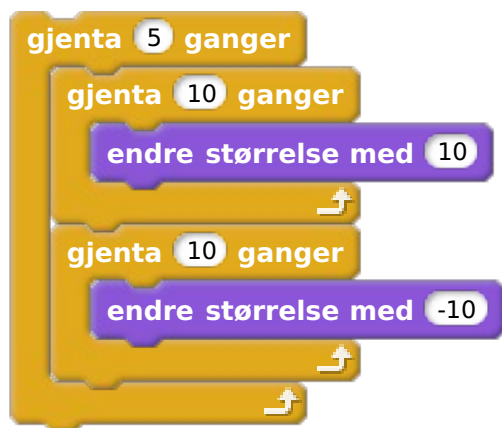 gjenta 5 ganger
gjenta 10 ganger
endre størrelse med 10
gjenta 10 ganger
endre størrelse med -10